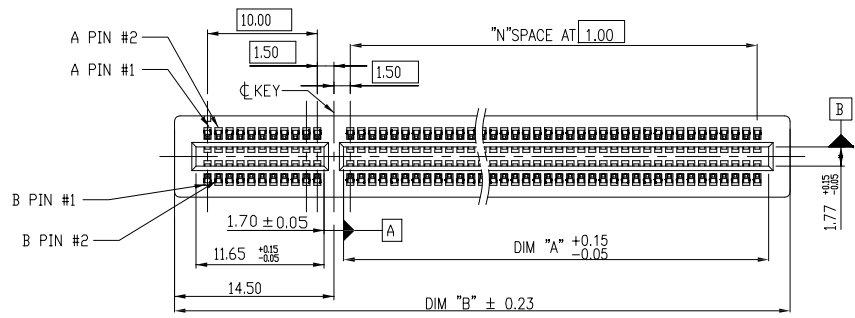 10.00
"N"SPACE AT 1.00
A PIN #2
1.50
A PIN #1
1.50
℄ KEY
B
B PIN #1
1.77 +0.15 -0.05
1.70 ±0.05
B PIN #2
A
11.65 +0.15 -0.05
DIM "A" +0.15 -0.05
14.50
DIM "B" ± 0.23